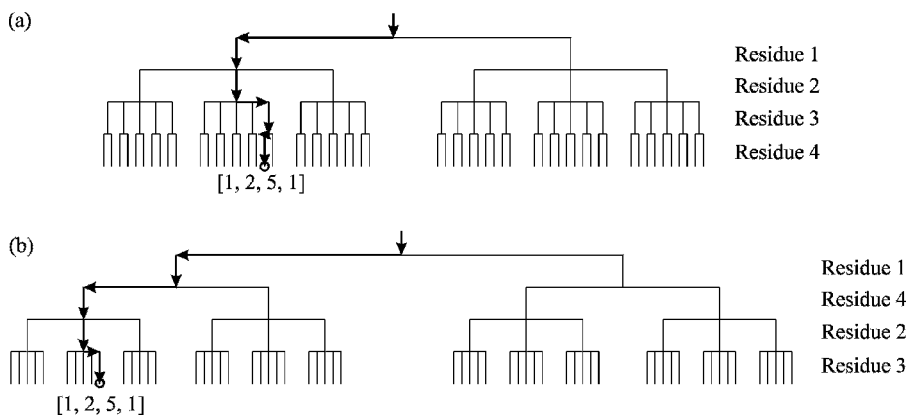 (a)
Residue 1
Residue 2
Residue 3
Residue 4
[1, 2, 5, 1]
(b)
Residue 1
Residue 4
Residue 2
Residue 3
[1, 2, 5, 1]